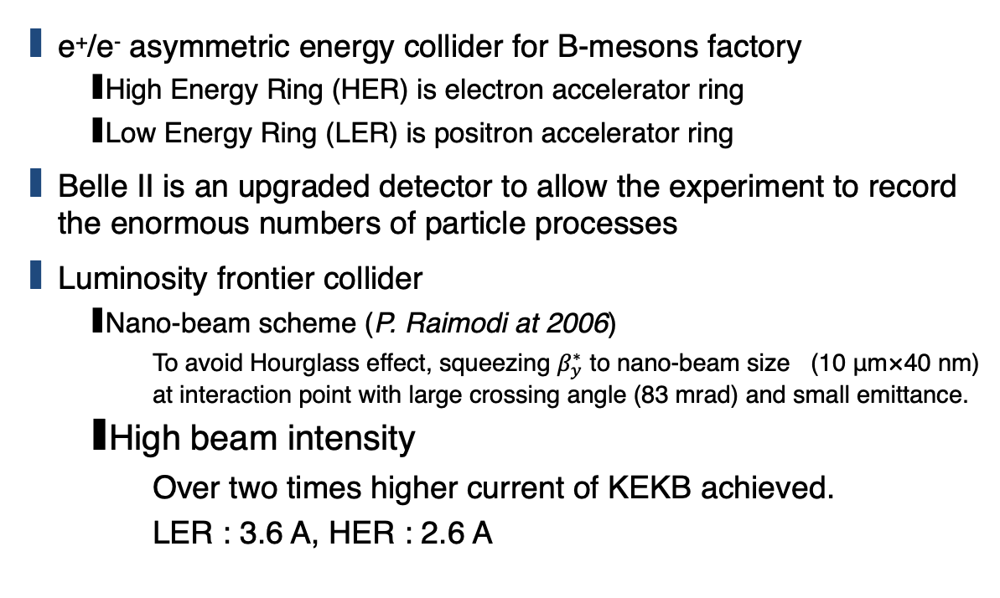 e⁺/e⁻ asymmetric energy collider for B-mesons factory
High Energy Ring (HER) is electron accelerator ring
Low Energy Ring (LER) is positron accelerator ring
Belle II is an upgraded detector to allow the experiment to record
the enormous numbers of particle processes
Luminosity frontier collider
Nano-beam scheme (P. Raimodi at 2006)
To avoid Hourglass effect, squeezing β*y to nano-beam size (10 μm×40 nm)
at interaction point with large crossing angle (83 mrad) and small emittance.
High beam intensity
Over two times higher current of KEKB achieved.
LER : 3.6 A, HER : 2.6 A